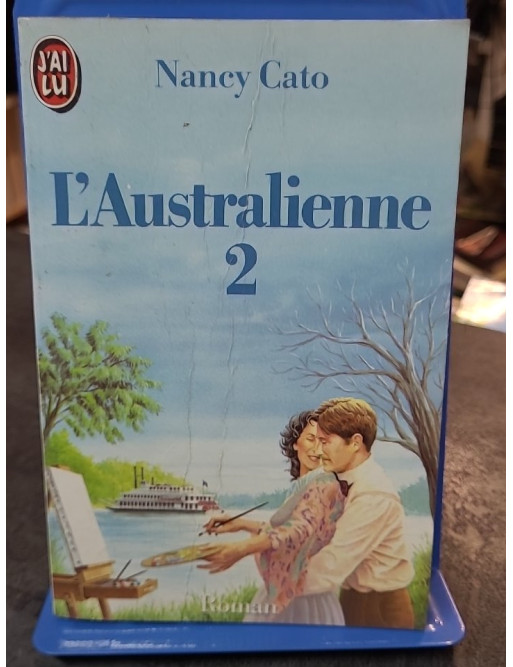 J'AI
LU
Nancy Cato
L'Australienne
2
Roman